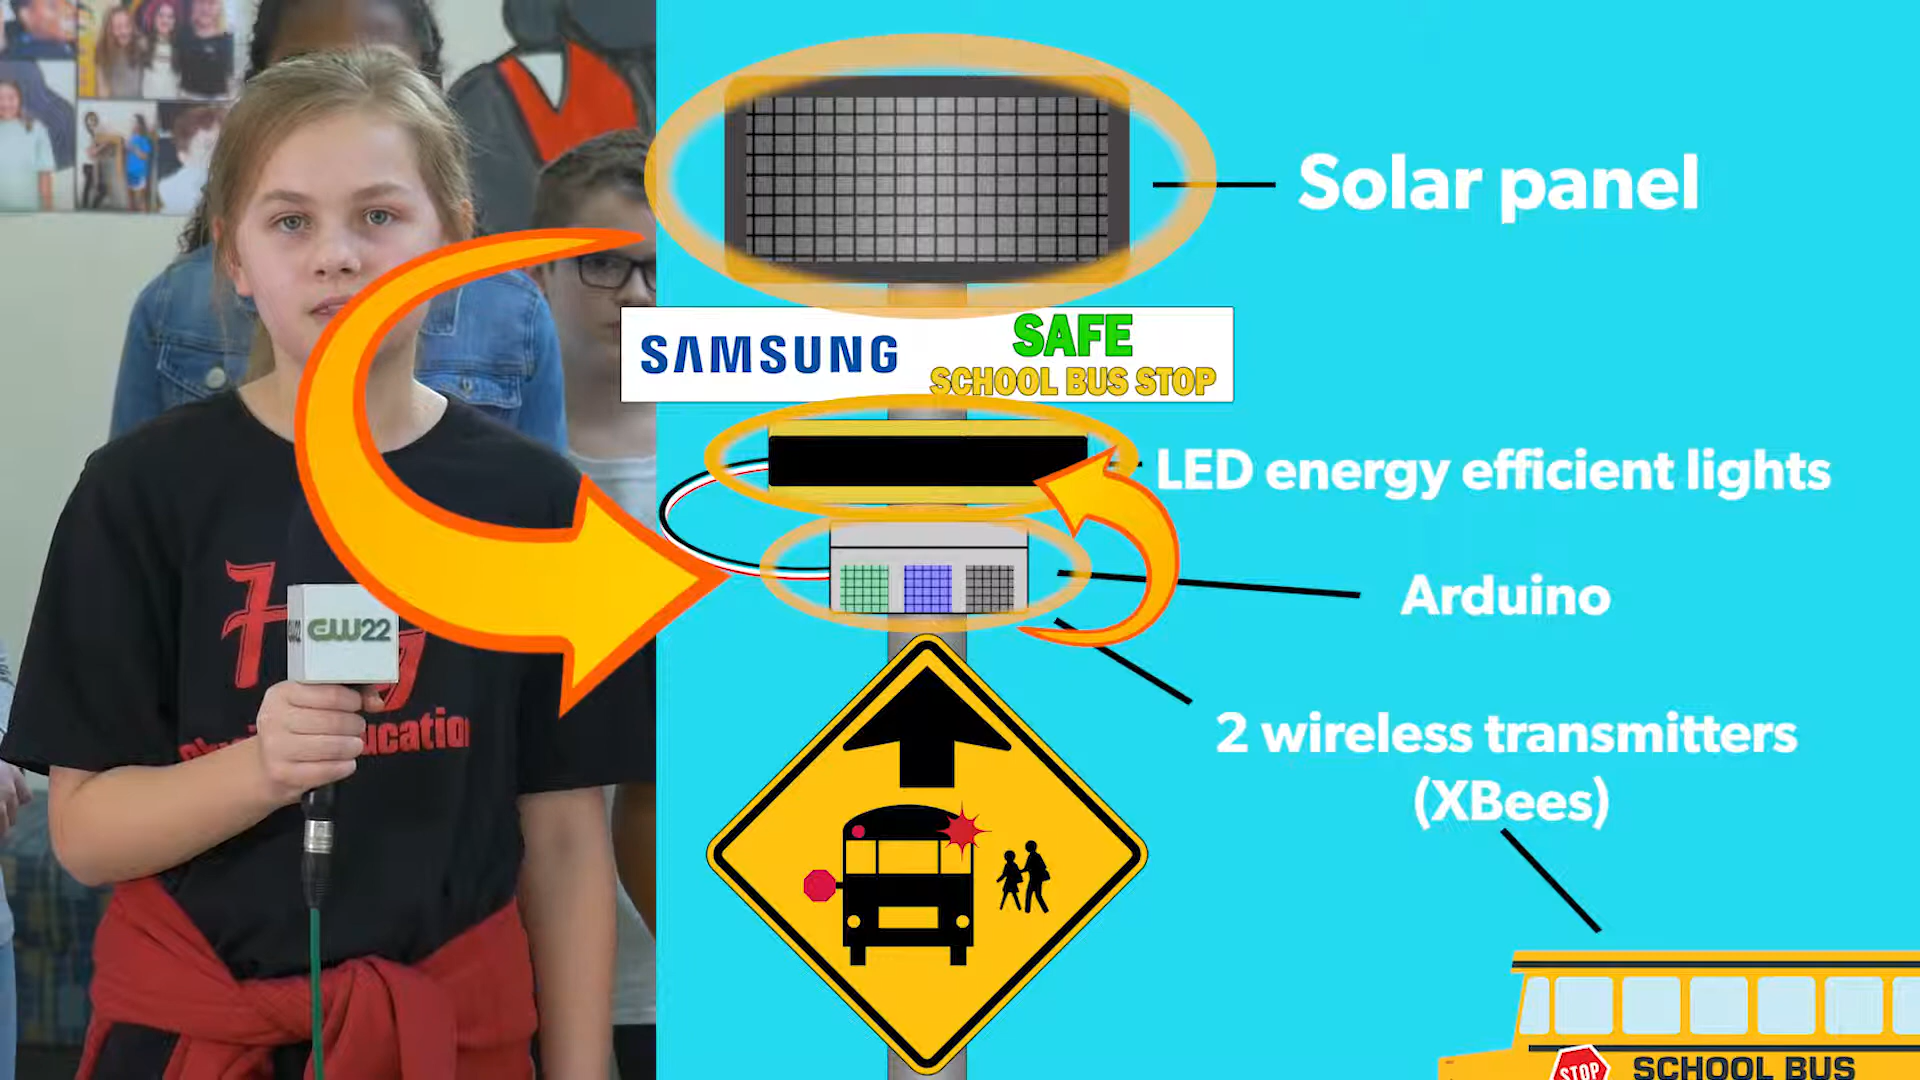 Solar panel
SAMSUNG
SAFE
SCHOOL BUS STOP
LED energy efficient lights
Arduino
2 wireless transmitters
(XBees)
CW22
STOP
SCHOOL BUS